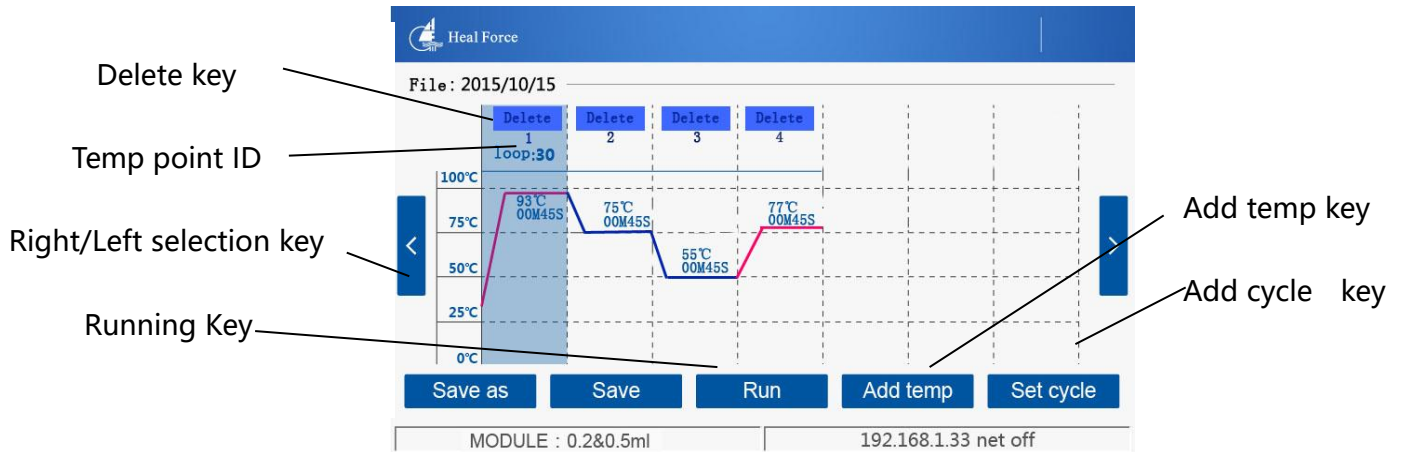 Heal Force
Delete key
File: 2015/10/15
Delete Delete Delete Delete
1 2 3 4
loop:30
Temp point ID
100℃
93℃
00M45S
75℃
00M45S
77℃
00M45S
Add temp key
75℃
Right/Left selection key
<
>
55℃
00M45S
50℃
Add cycle key
25℃
Running Key
0℃
Save as Save Run Add temp Set cycle
MODULE : 0.2&0.5ml 192.168.1.33 net off